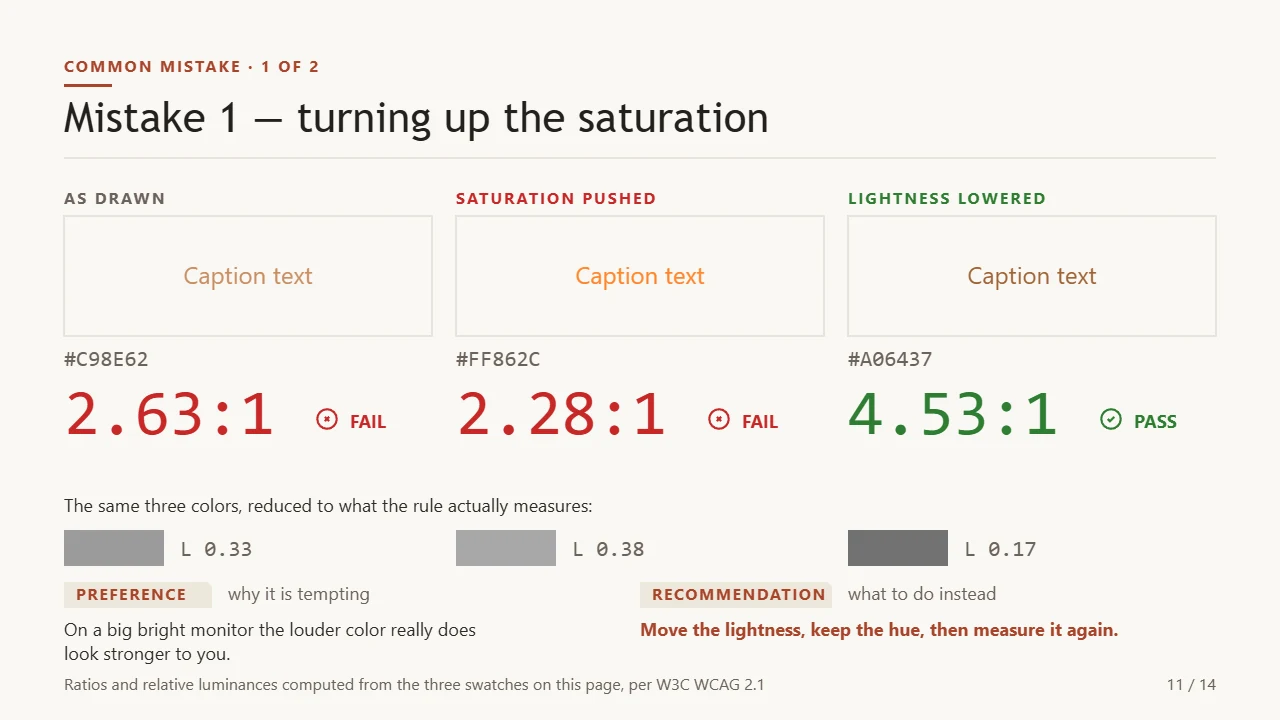 COMMON MISTAKE · 1 OF 2
Mistake 1 — turning up the saturation
AS DRAWN
Caption text
#C98E62
2.63:1
FAIL
SATURATION PUSHED
Caption text
#FF862C
2.28:1
FAIL
LIGHTNESS LOWERED
Caption text
#A06437
4.53:1
PASS
The same three colors, reduced to what the rule actually measures:
L 0.33
L 0.38
L 0.17
PREFERENCE why it is tempting
On a big bright monitor the louder color really does
look stronger to you.
RECOMMENDATION what to do instead
Move the lightness, keep the hue, then measure it again.
Ratios and relative luminances computed from the three swatches on this page, per W3C WCAG 2.1
11 / 14